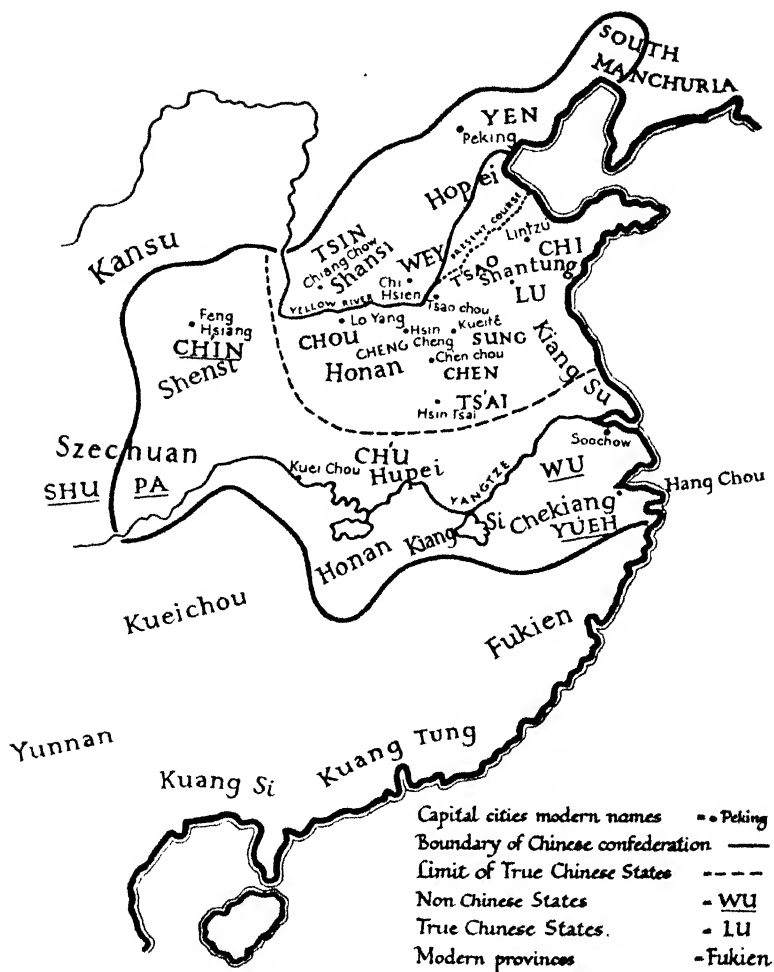 SOUTH
MANCHURIA
YEN
Peking
Hopei
Kansu
TSIN
Chiang Chow
Shansi
WEY
PRESENT COURSE
Lintzu
CHI
T'SAO
Shantung
LU
Chi
Hsien
YELLOW RIVER
Tsao chou
Feng
Hsiang
CHIN
Shensi
Lo Yang
CHOU
Hsin
CHENG Cheng
Kueitê
SUNG
Honan
Chen chou
CHEN
Kiang Su
TS'AI
Hsin Tsai
Szechuan
SHU
PA
Kuei Chou
CHU
Hupei
YANGTZE
Soochow
WU
Hang Chou
Chekiang
YUEH
Honan
Kiang Si
Kueichou
Fukien
Yunnan
Kuang Si
Kuang Tung
Capital cities modern names -• Peking
Boundary of Chinese confederation
Limit of True Chinese States
Non Chinese States - WU
True Chinese States. - LU
Modern provinces - Fukien